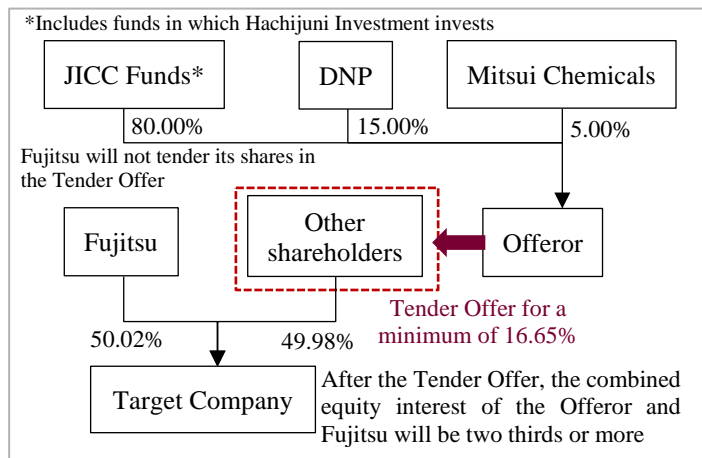 *Includes funds in which Hachijuni Investment invests
JICC Funds*
DNP
Mitsui Chemicals
80.00%
15.00%
5.00%
Fujitsu will not tender its shares in
the Tender Offer
Fujitsu
Other
shareholders
Offeror
Tender Offer for a
minimum of 16.65%
50.02%
49.98%
Target Company
After the Tender Offer, the combined
equity interest of the Offeror and
Fujitsu will be two thirds or more